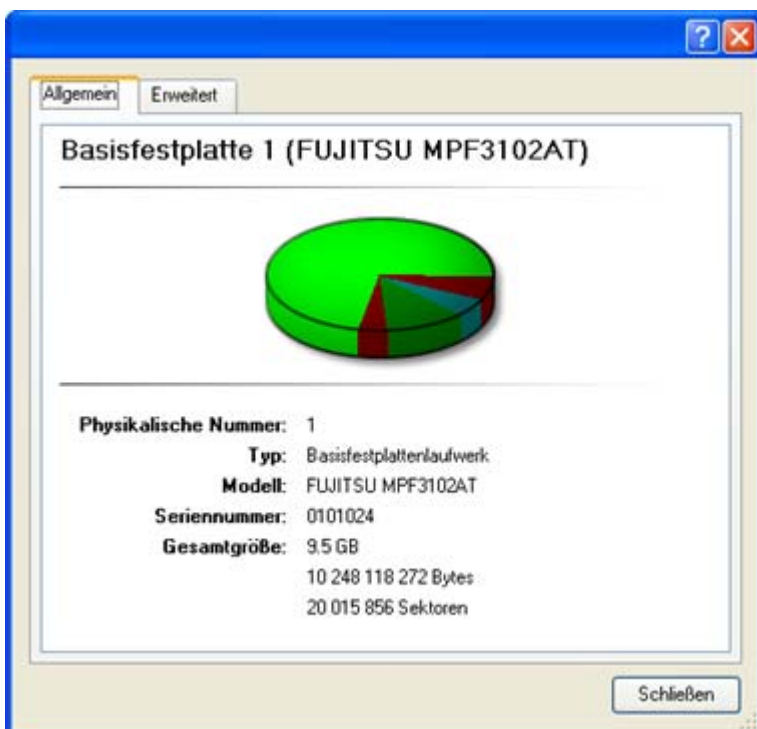 Allgemein Erweitert
Basisfestplatte 1 (FUJITSU MPF3102AT)
Physikalische Nummer: 1
Typ: Basisfestplattenlaufwerk
Modell: FUJITSU MPF3102AT
Seriennummer: 0101024
Gesamtgröße: 9.5 GB
10 248 118 272 Bytes
20 015 856 Sektoren
Schließen